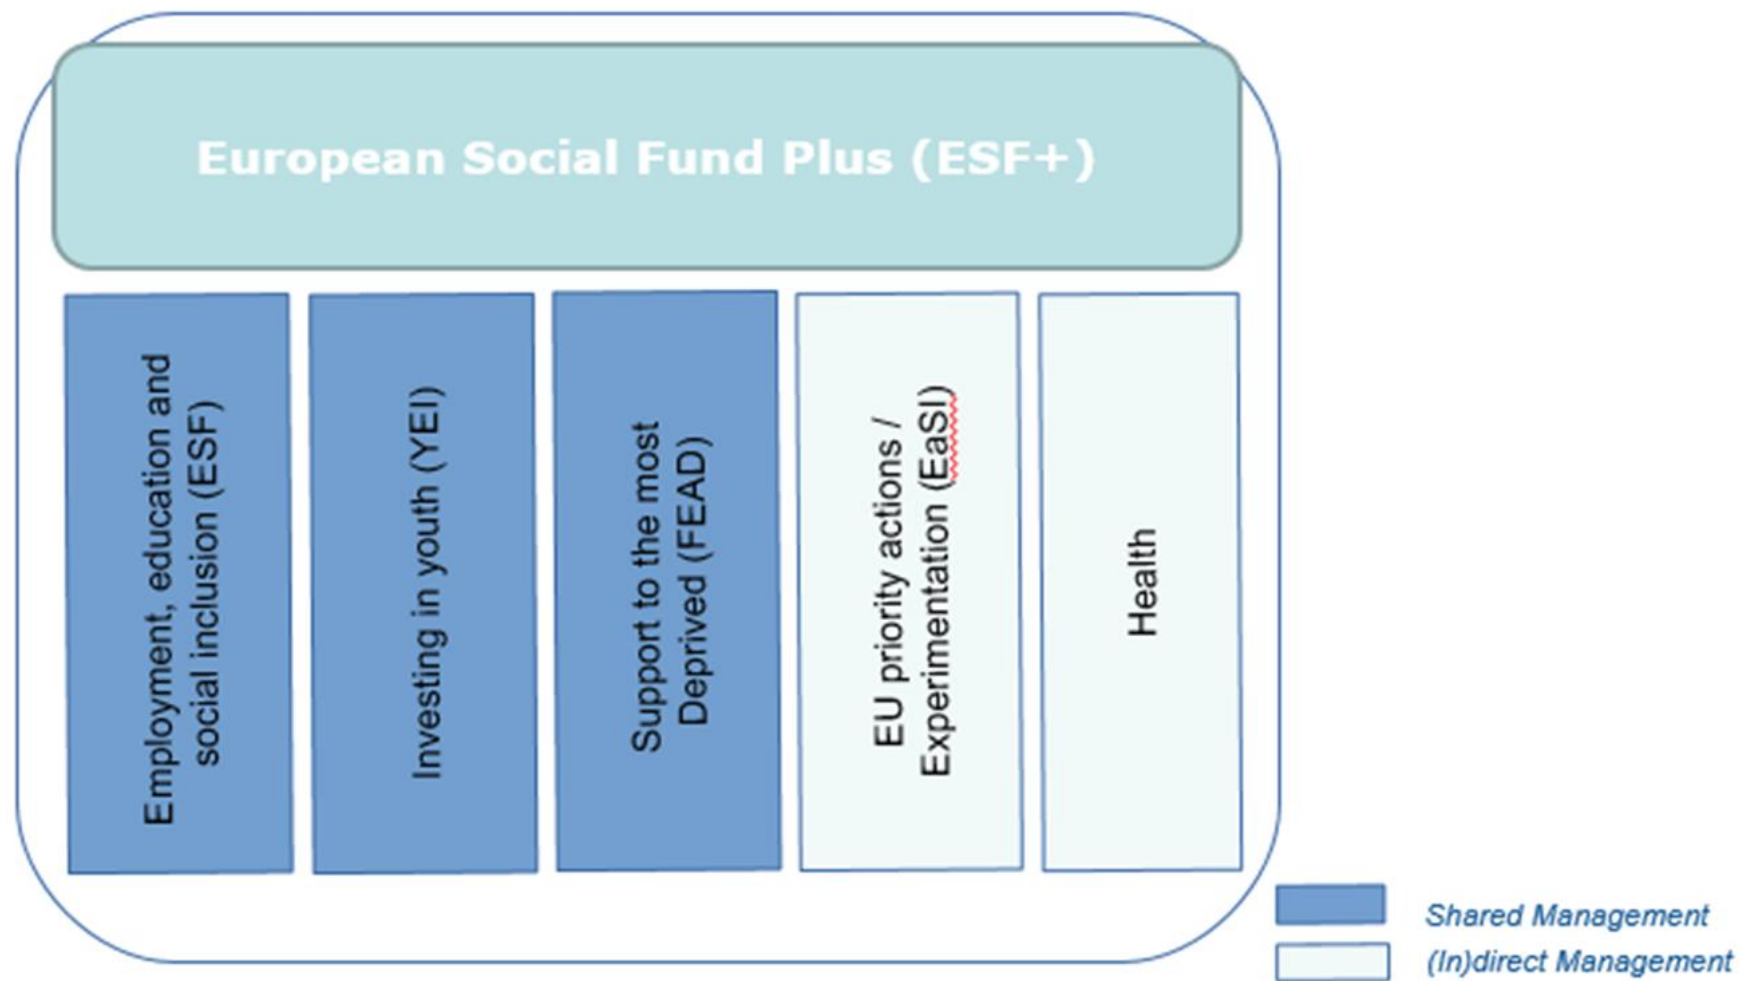 European Social Fund Plus (ESF+)
Employment, education and
social inclusion (ESF)
Investing in youth (YEI)
Support to the most
Deprived (FEAD)
EU priority actions /
Experimentation (EaSI)
Health
Shared Management
(In)direct Management